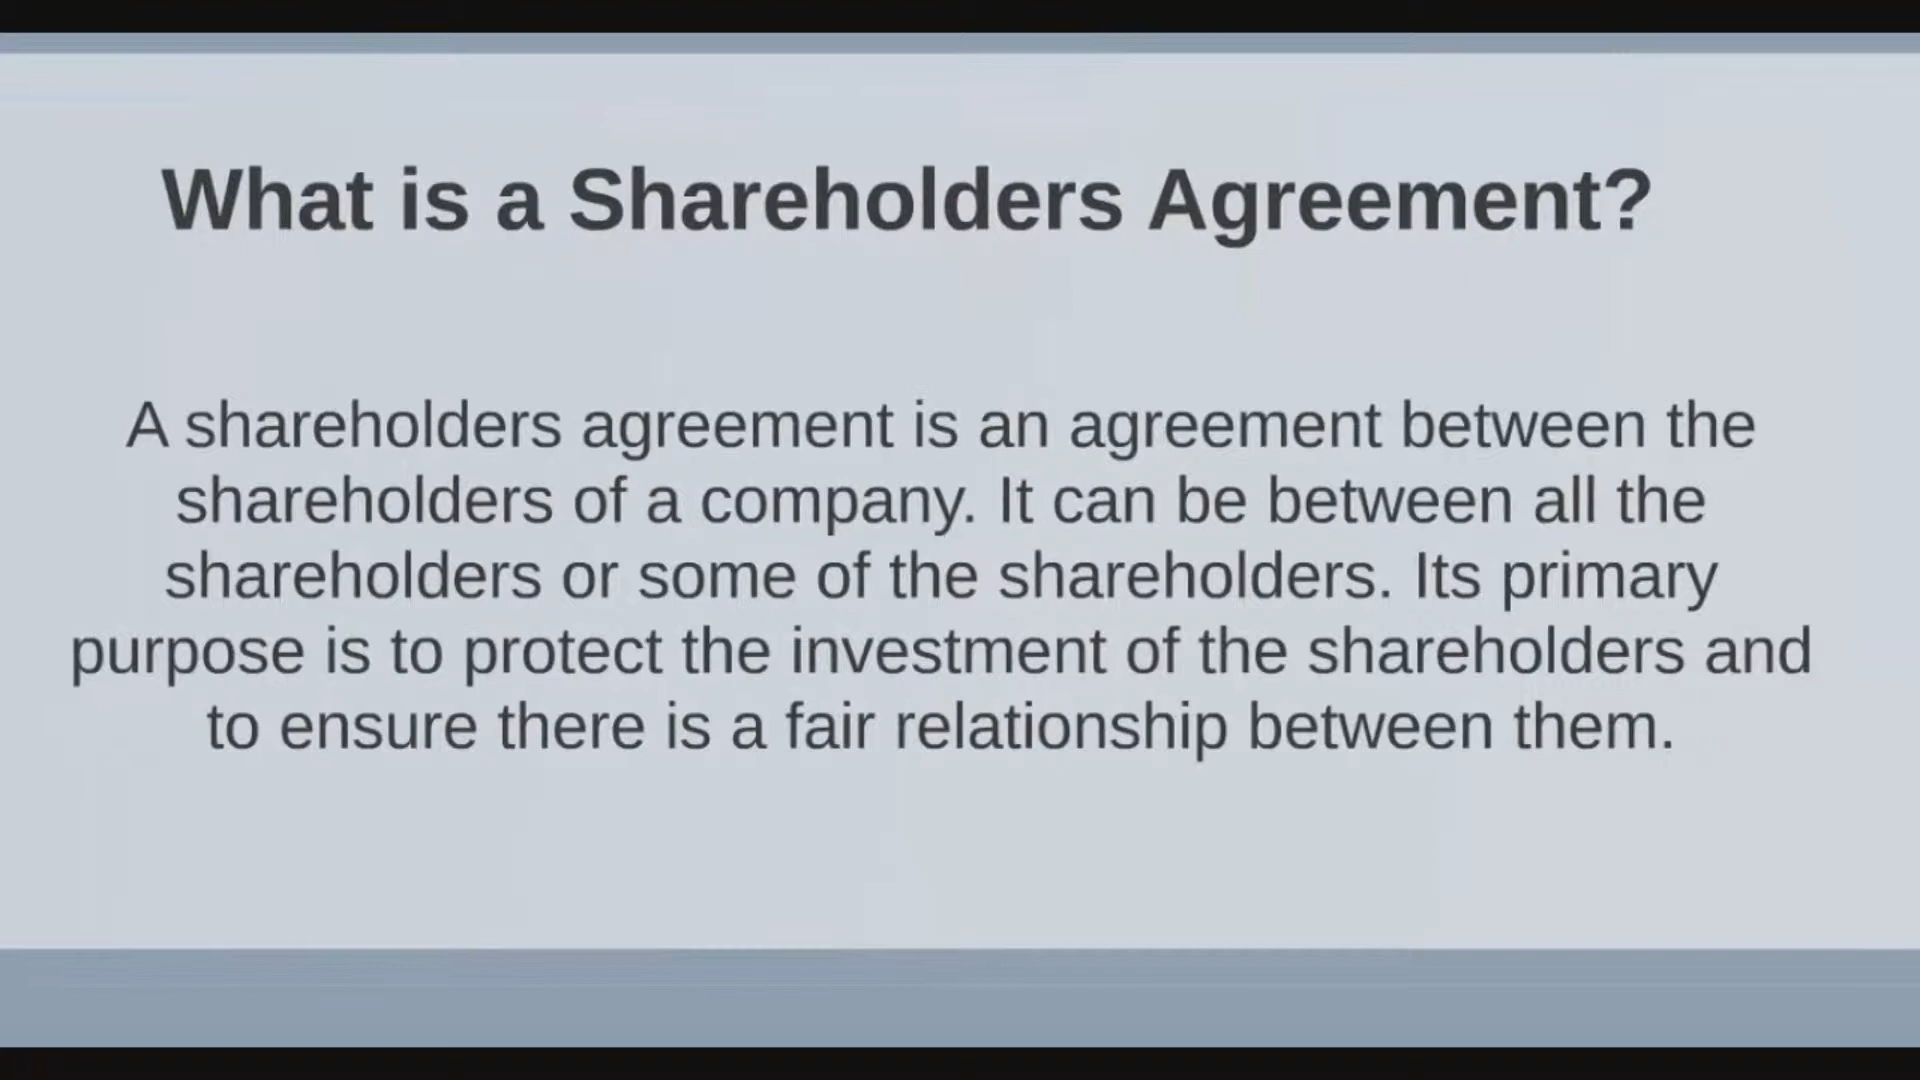 What is a Shareholders Agreement?
A shareholders agreement is an agreement between the
shareholders of a company. It can be between all the
shareholders or some of the shareholders. Its primary
purpose is to protect the investment of the shareholders and
to ensure there is a fair relationship between them.